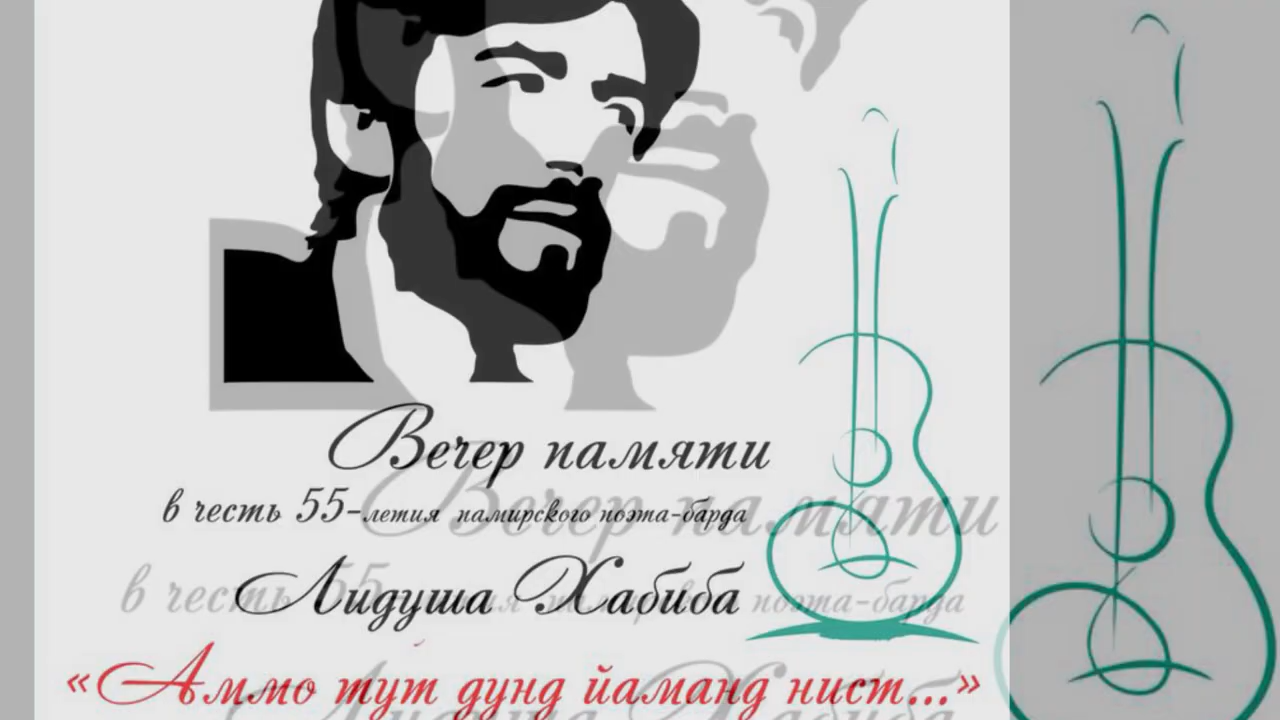 Вечер памяти
в честь 55-летия памирского поэта-барда
Лидуша Хабиба
«Аммо тут дунд йаманд нист...»